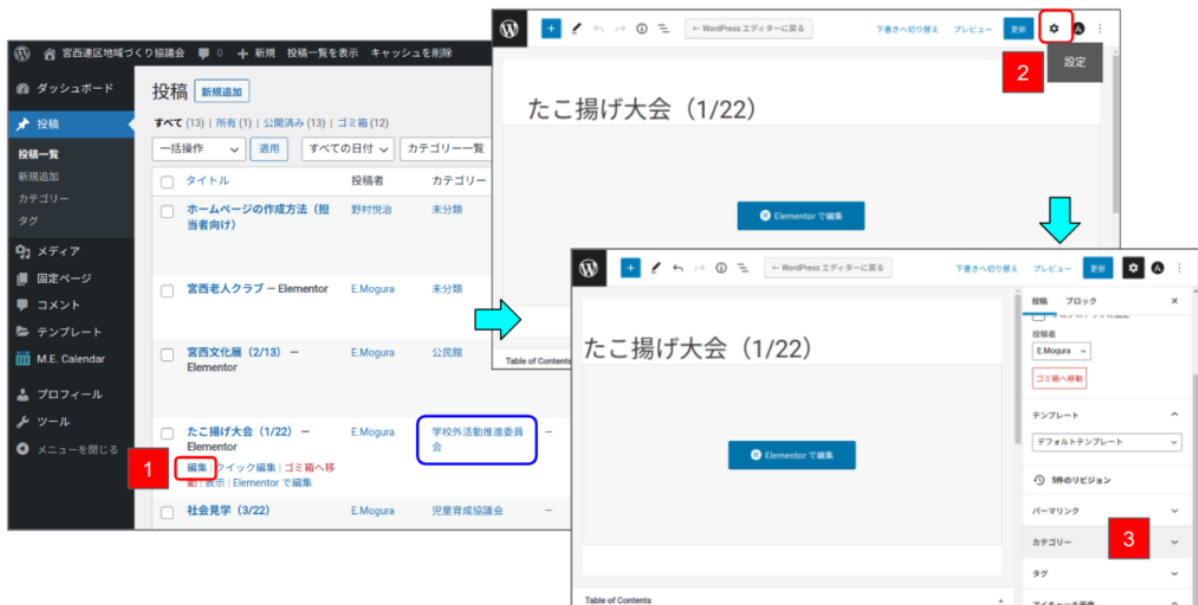 宮西連区地域づくり協議会 0 新規 投稿一覧を表示 キャッシュを削除
ダッシュボード
投稿
投稿一覧
新規追加
カテゴリー
タグ
メディア
固定ページ
コメント
テンプレート
M.E. Calendar
プロフィール
ツール
メニューを閉じる
投稿 新規追加
すべて (13) | 所有 (1) | 公開済み (13) | ゴミ箱 (12)
一括操作 適用 すべての日付 カテゴリー一覧
タイトル 投稿者 カテゴリー
ホームページの作成方法（担 野村悦治 未分類
当者向け）
宮西老人クラブ — Elementor E.Mogura 未分類
宮西文化展（2/13） — E.Mogura 公民館
Elementor
たこ揚げ大会（1/22） — E.Mogura 学校外活動推進委員 —
Elementor 会
1
編集 | クイック編集 | ゴミ箱へ移
動 | 表示 | Elementor で編集
社会見学（3/22） E.Mogura 児童育成協議会 —
← WordPress エディターに戻る 下書きへ切り替え プレビュー 更新
2 設定
たこ揚げ大会（1/22）
Elementor で編集
Table of Contents
← WordPress エディターに戻る 下書きへ切り替え プレビュー 更新
たこ揚げ大会（1/22）
Elementor で編集
Table of Contents
投稿 ブロック ×
投稿者
E.Mogura
ゴミ箱へ移動
テンプレート
デフォルトテンプレート
5件のリビジョン
パーマリンク
カテゴリー 3
タグ
アイキャッチ画像